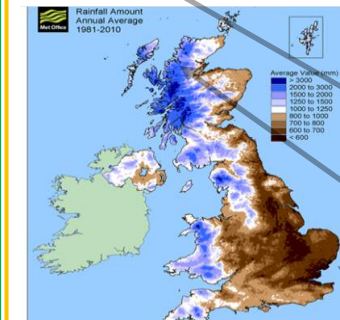 Met Office
Rainfall Amount
Annual Average
1981-2010
Average Value (mm)
> 3000
2000 to 3000
1500 to 2000
1250 to 1500
1000 to 1250
800 to 1000
700 to 800
600 to 700
< 600